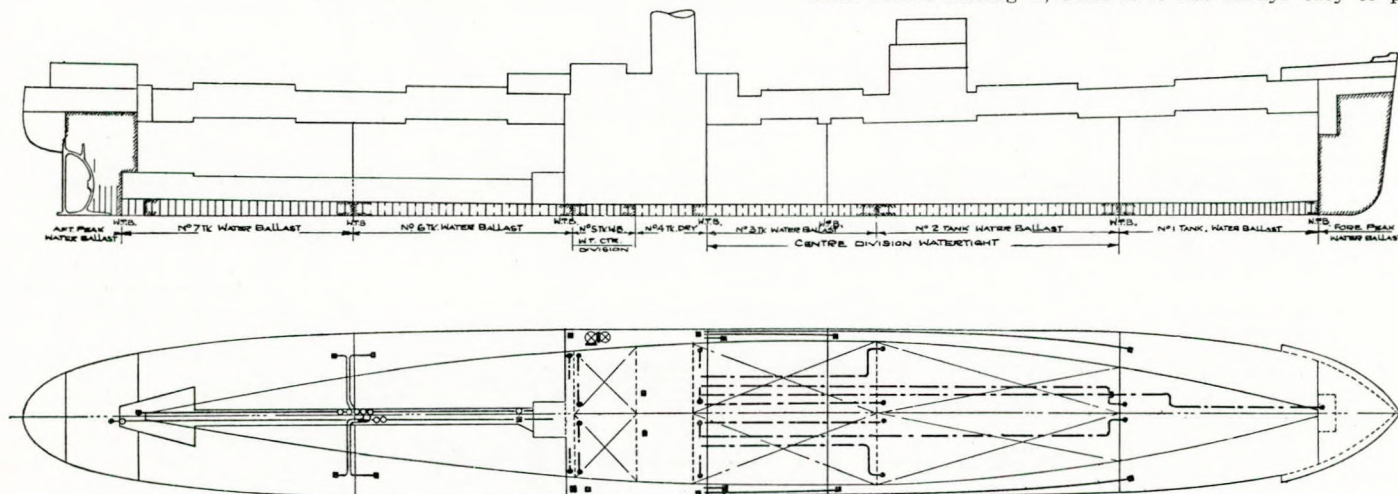 W.T.B. W.T.B. W.T.B. W.T.B. W.T.B. W.T.B. W.T.B.
AFT. PEAK WATER BALLAST
Nº 7 TK WATER BALLAST
Nº 6 TK. WATER BALLAST
Nº 5 TK W.B.
W.T. CTR. DIVISION
Nº 4 TK. DRY
Nº 3 TK WATER BALLAST
Nº 2 TANK WATER BALLAST
Nº 1 TANK. WATER BALLAST
FORE PEAK WATER BALLAST
CENTRE DIVISION WATERTIGHT